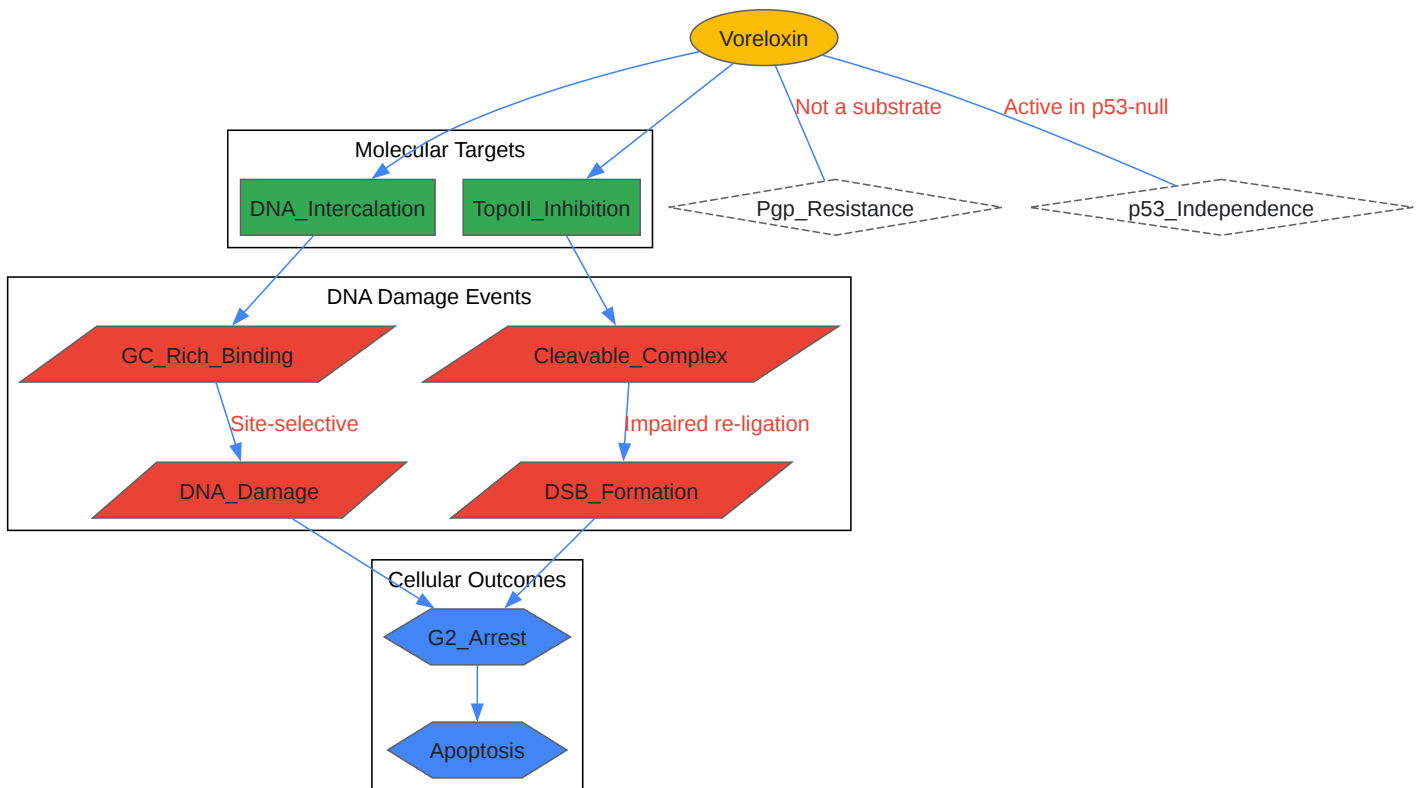 Voreloxin
Not a substrate
Active in p53-null
Molecular Targets
DNA_Intercalation
TopoII_Inhibition
Pgp_Resistance
p53_Independence
DNA Damage Events
GC_Rich_Binding
Cleavable_Complex
Site-selective
Impaired re-ligation
DNA_Damage
DSB_Formation
Cellular Outcomes
G2_Arrest
Apoptosis